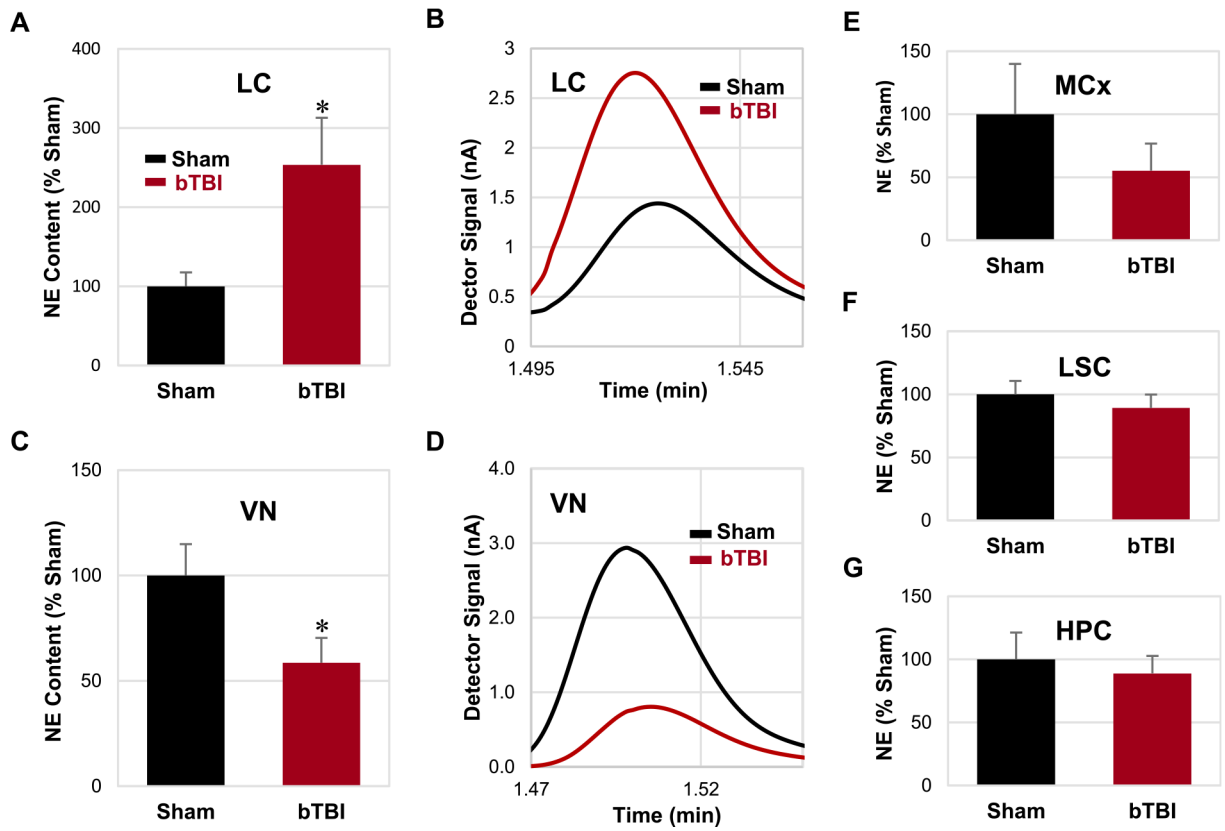 A
NE Content (% Sham)
400
300
200
100
0
LC
*
Sham
bTBI
Sham
bTBI
B
Dector Signal (nA)
3
2.5
2
1.5
1
0.5
0
LC
Sham
bTBI
1.495
1.545
Time (min)
C
NE Content (% Sham)
150
100
50
0
VN
*
Sham
bTBI
D
Detector Signal (nA)
4.0
3.0
2.0
1.0
0.0
VN
Sham
bTBI
1.47
1.52
Time (min)
E
NE (% Sham)
150
100
50
0
MCx
Sham
bTBI
F
NE (% Sham)
150
100
50
0
LSC
Sham
bTBI
G
NE (% Sham)
150
100
50
0
HPC
Sham
bTBI